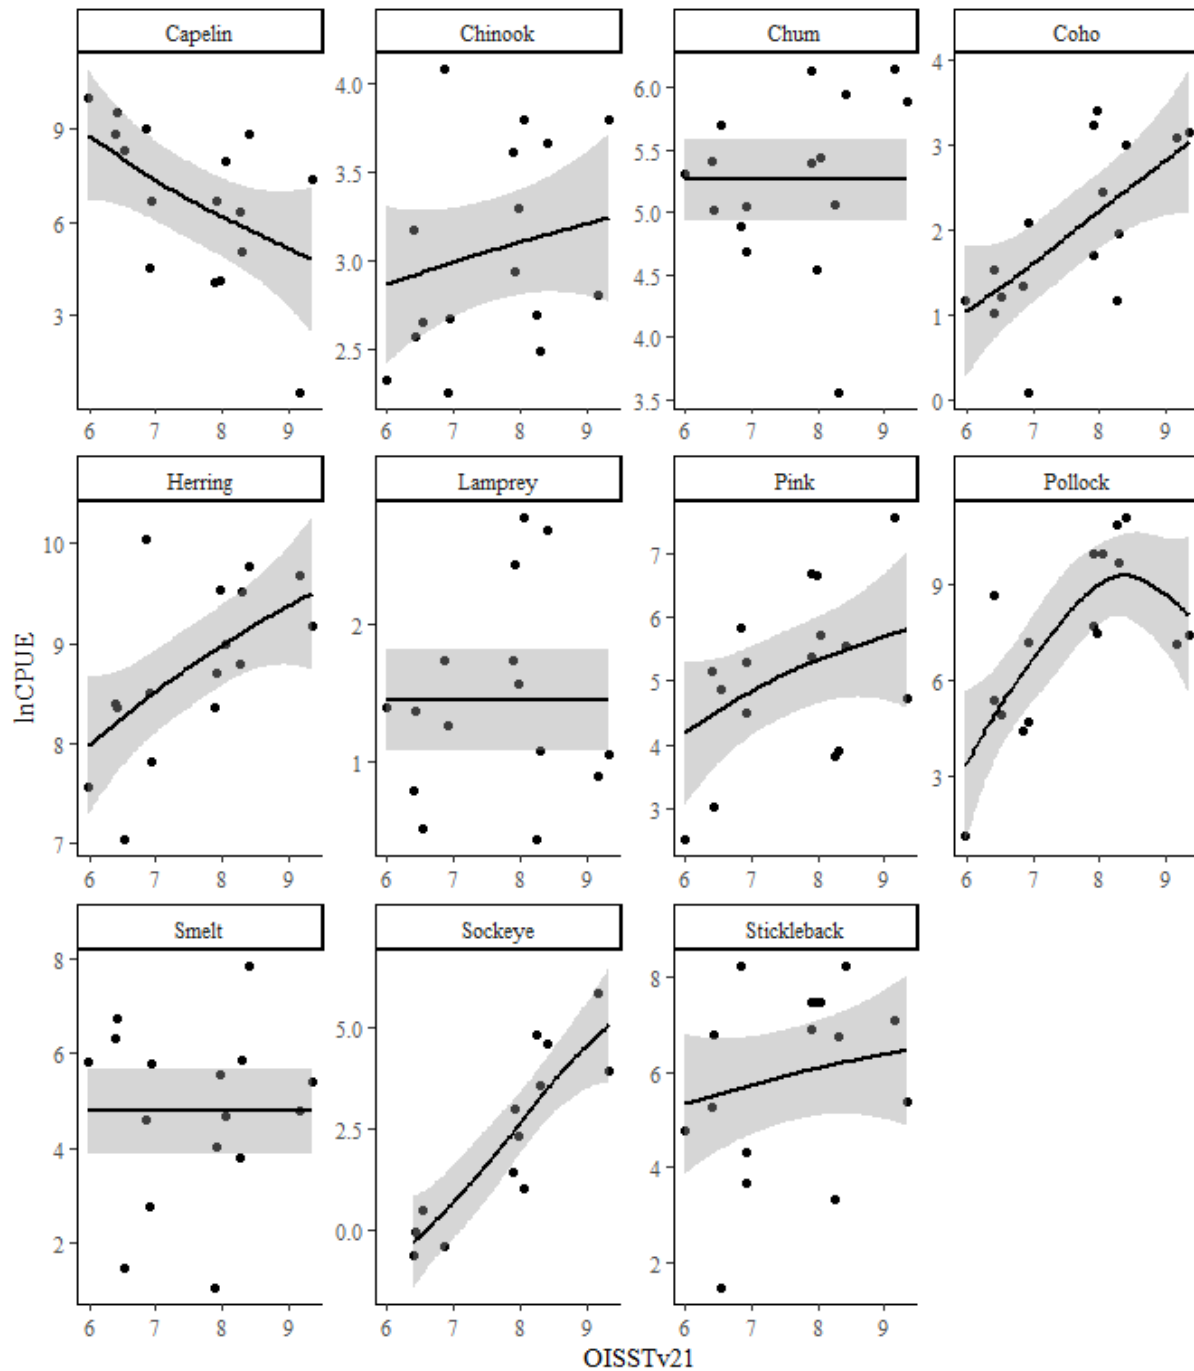 Capelin Chinook Chum Coho
9 6 3
4.0 3.5 3.0 2.5
6.0 5.5 5.0 4.5 4.0 3.5
4 3 2 1 0
6 7 8 9 6 7 8 9 6 7 8 9 6 7 8 9
Herring Lamprey Pink Pollock
lnCPUE
10 9 8 7
2 1
7 6 5 4 3
9 6 3
6 7 8 9 6 7 8 9 6 7 8 9 6 7 8 9
Smelt Sockeye Stickleback
8 6 4 2
5.0 2.5 0.0
8 6 4 2
6 7 8 9 6 7 8 9 6 7 8 9
OISSTv21